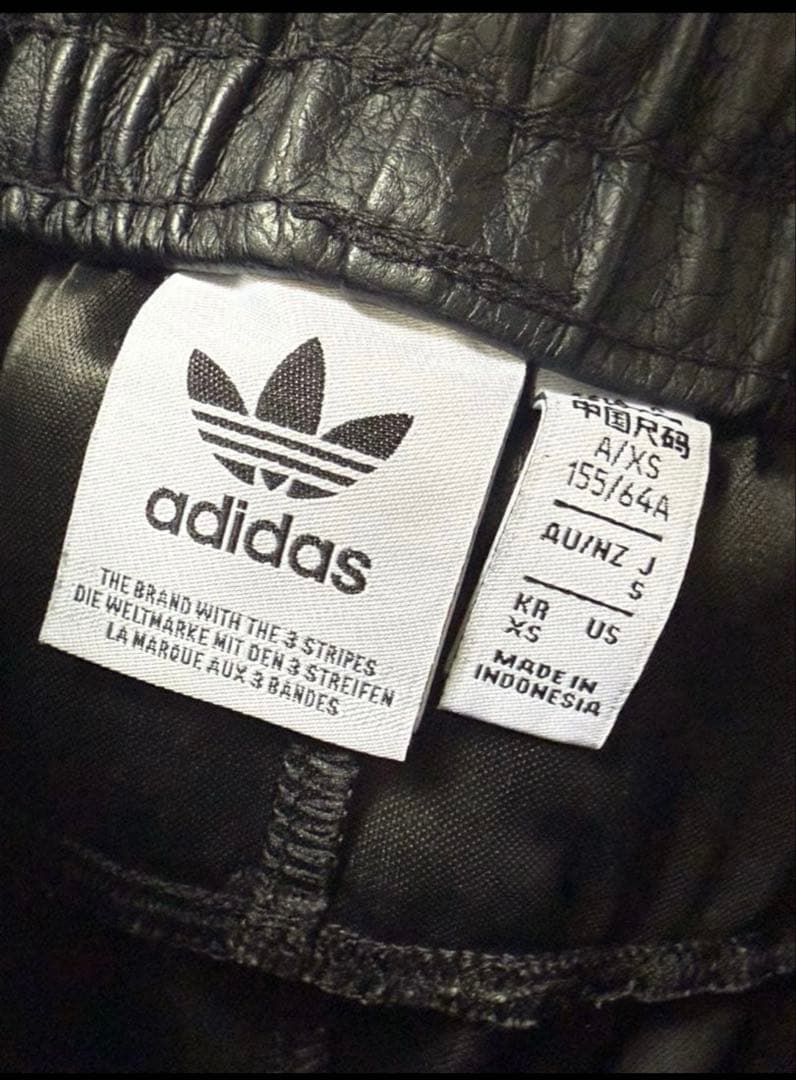 adidas
THE BRAND WITH THE 3 STRIPES
DIE WELTMARKE MIT DEN 3 STREIFEN
LA MARQUE AUX 3 BANDES
中国尺码
A/XS
155/64A
AU/NZ J
S
KR US
XS
MADE IN
INDONESIA